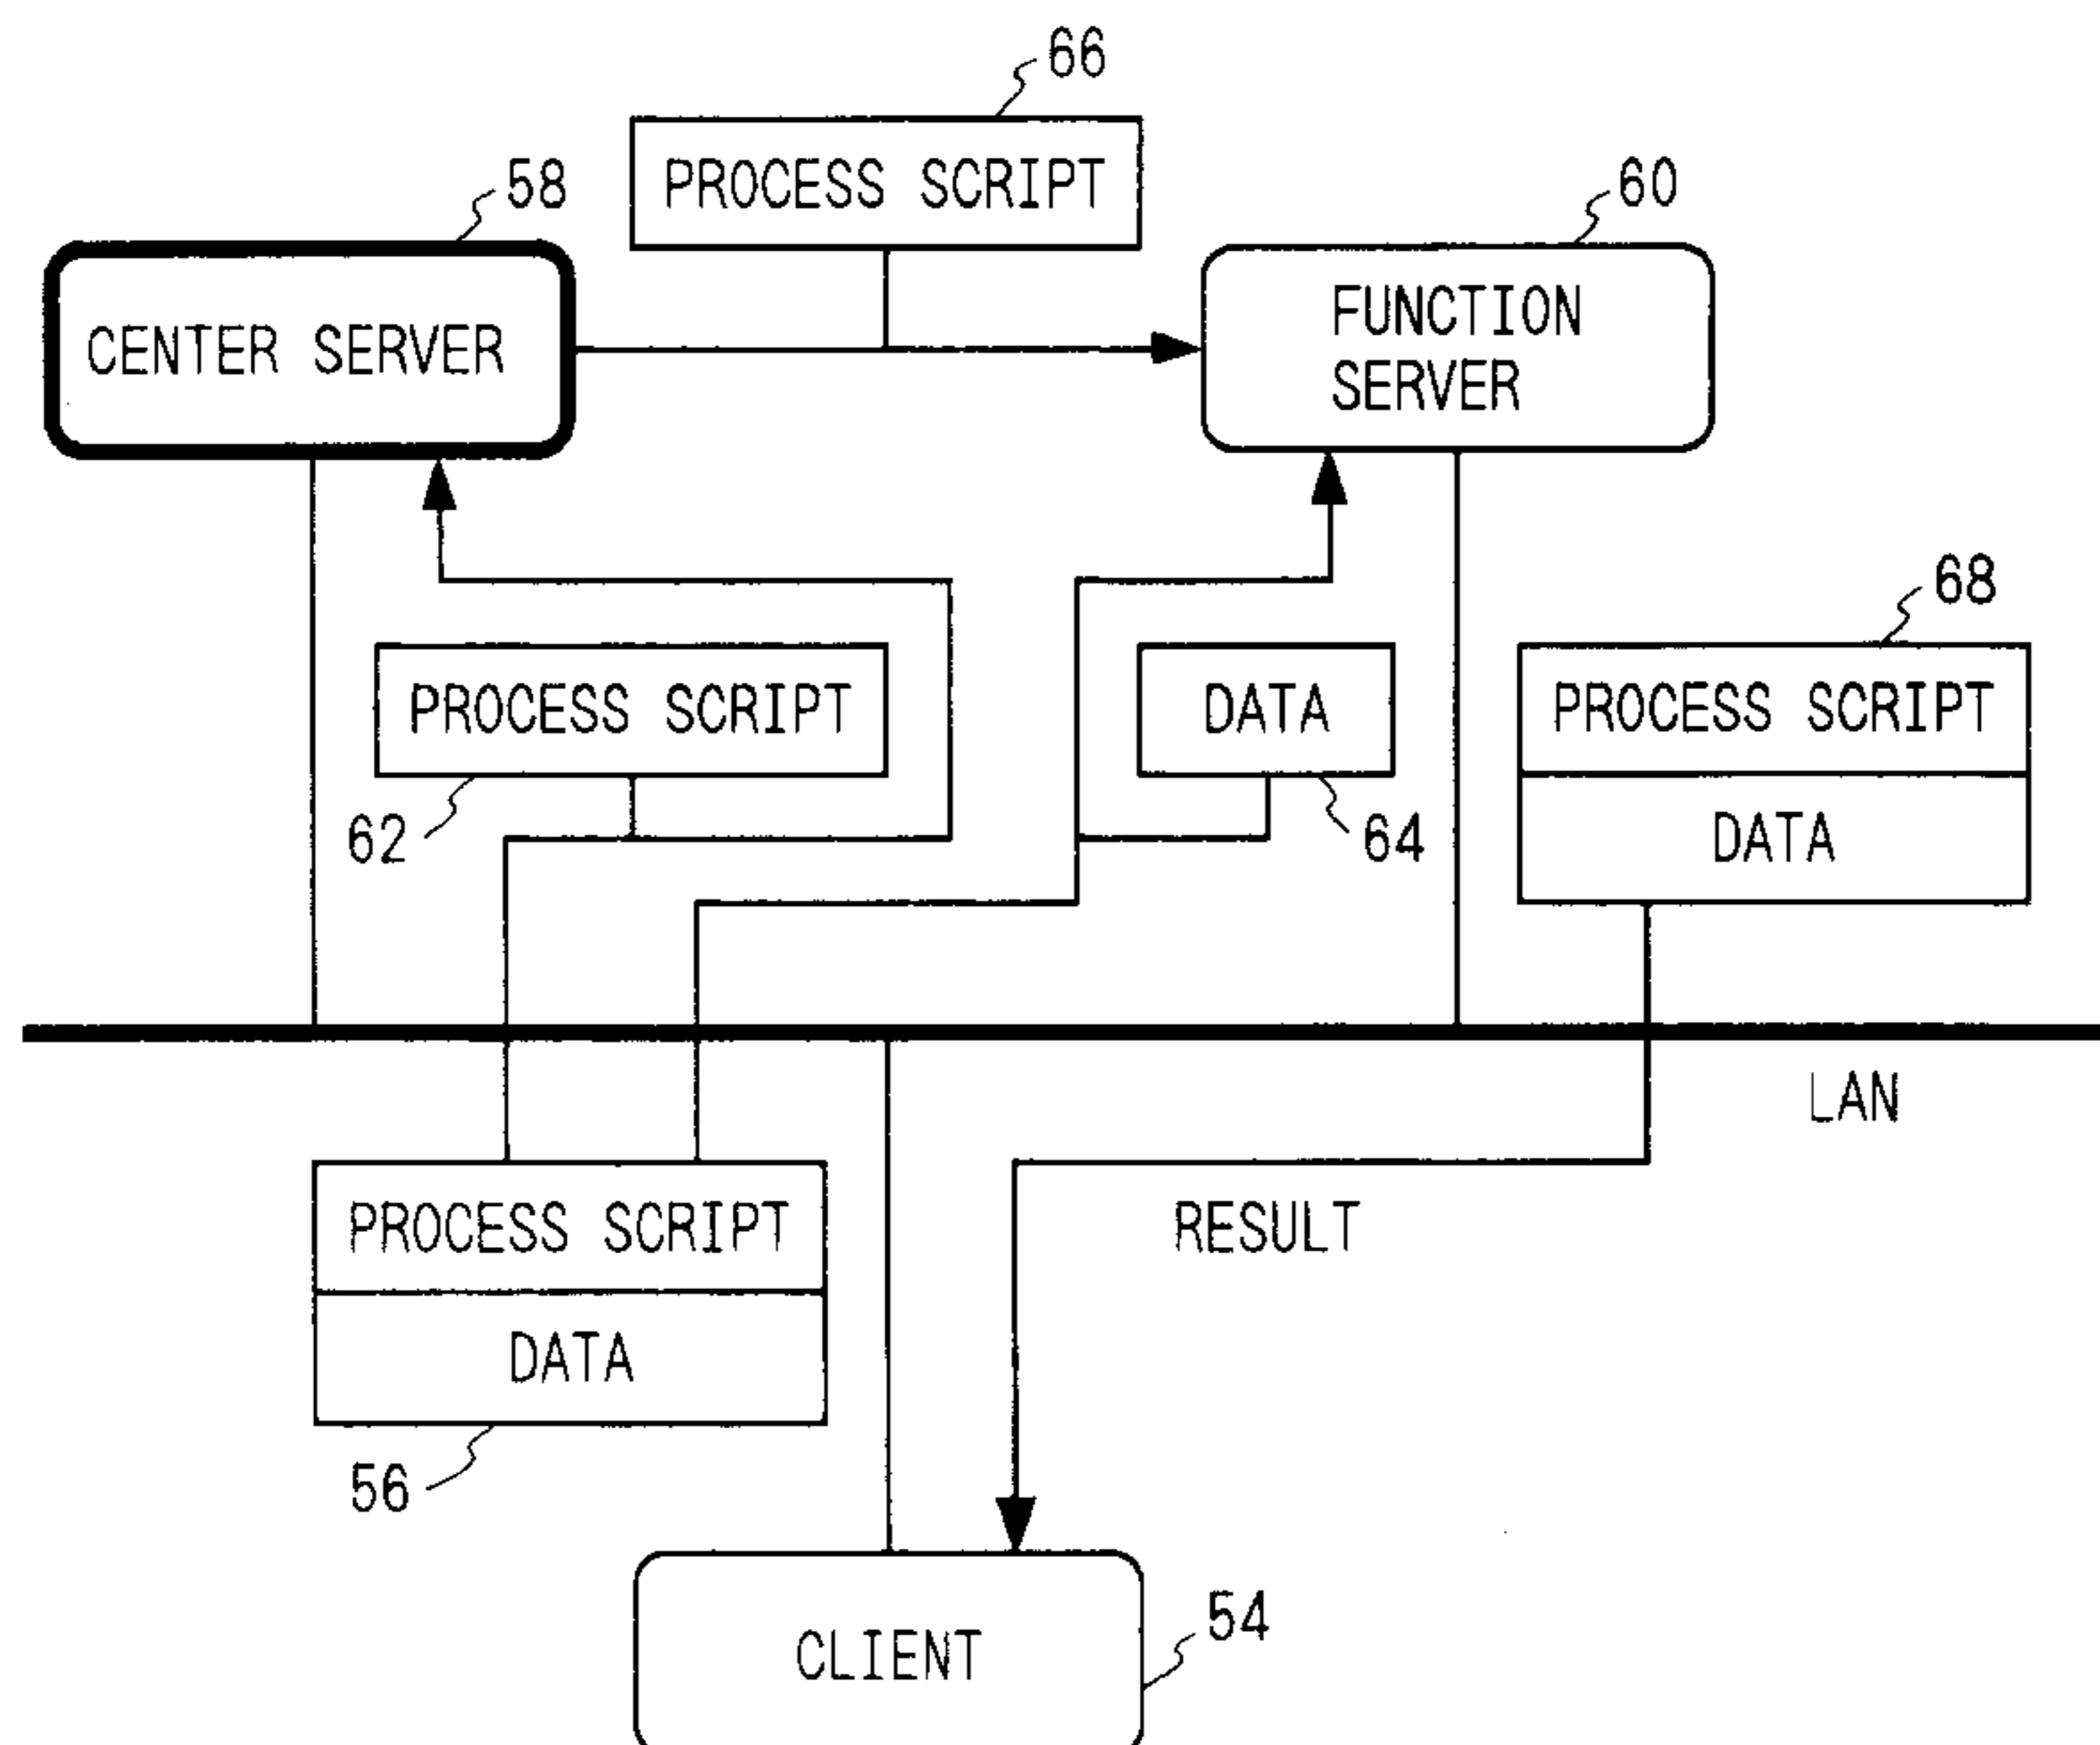 66
PROCESS SCRIPT
58
60
CENTER SERVER
FUNCTION
SERVER
68
PROCESS SCRIPT
DATA
PROCESS SCRIPT
62
64
DATA
LAN
PROCESS SCRIPT
RESULT
DATA
56
54
CLIENT